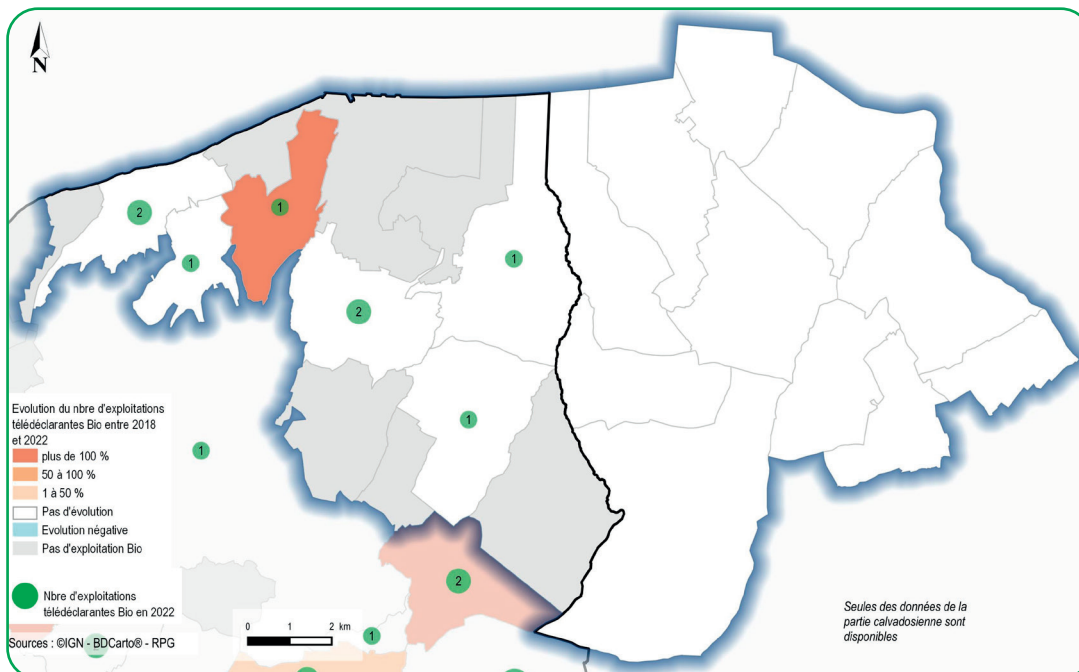 N
2
1
1
1
2
1
1
2
1
Evolution du nbre d'exploitations
télédéclarantes Bio entre 2018
et 2022
plus de 100 %
50 à 100 %
1 à 50 %
Pas d'évolution
Evolution négative
Pas d'exploitation Bio
Nbre d'exploitations
télédéclarantes Bio en 2022
0 1 2 km
Sources : ©IGN - BDCarto® - RPG
Seules des données de la
partie calvadosienne sont
disponibles